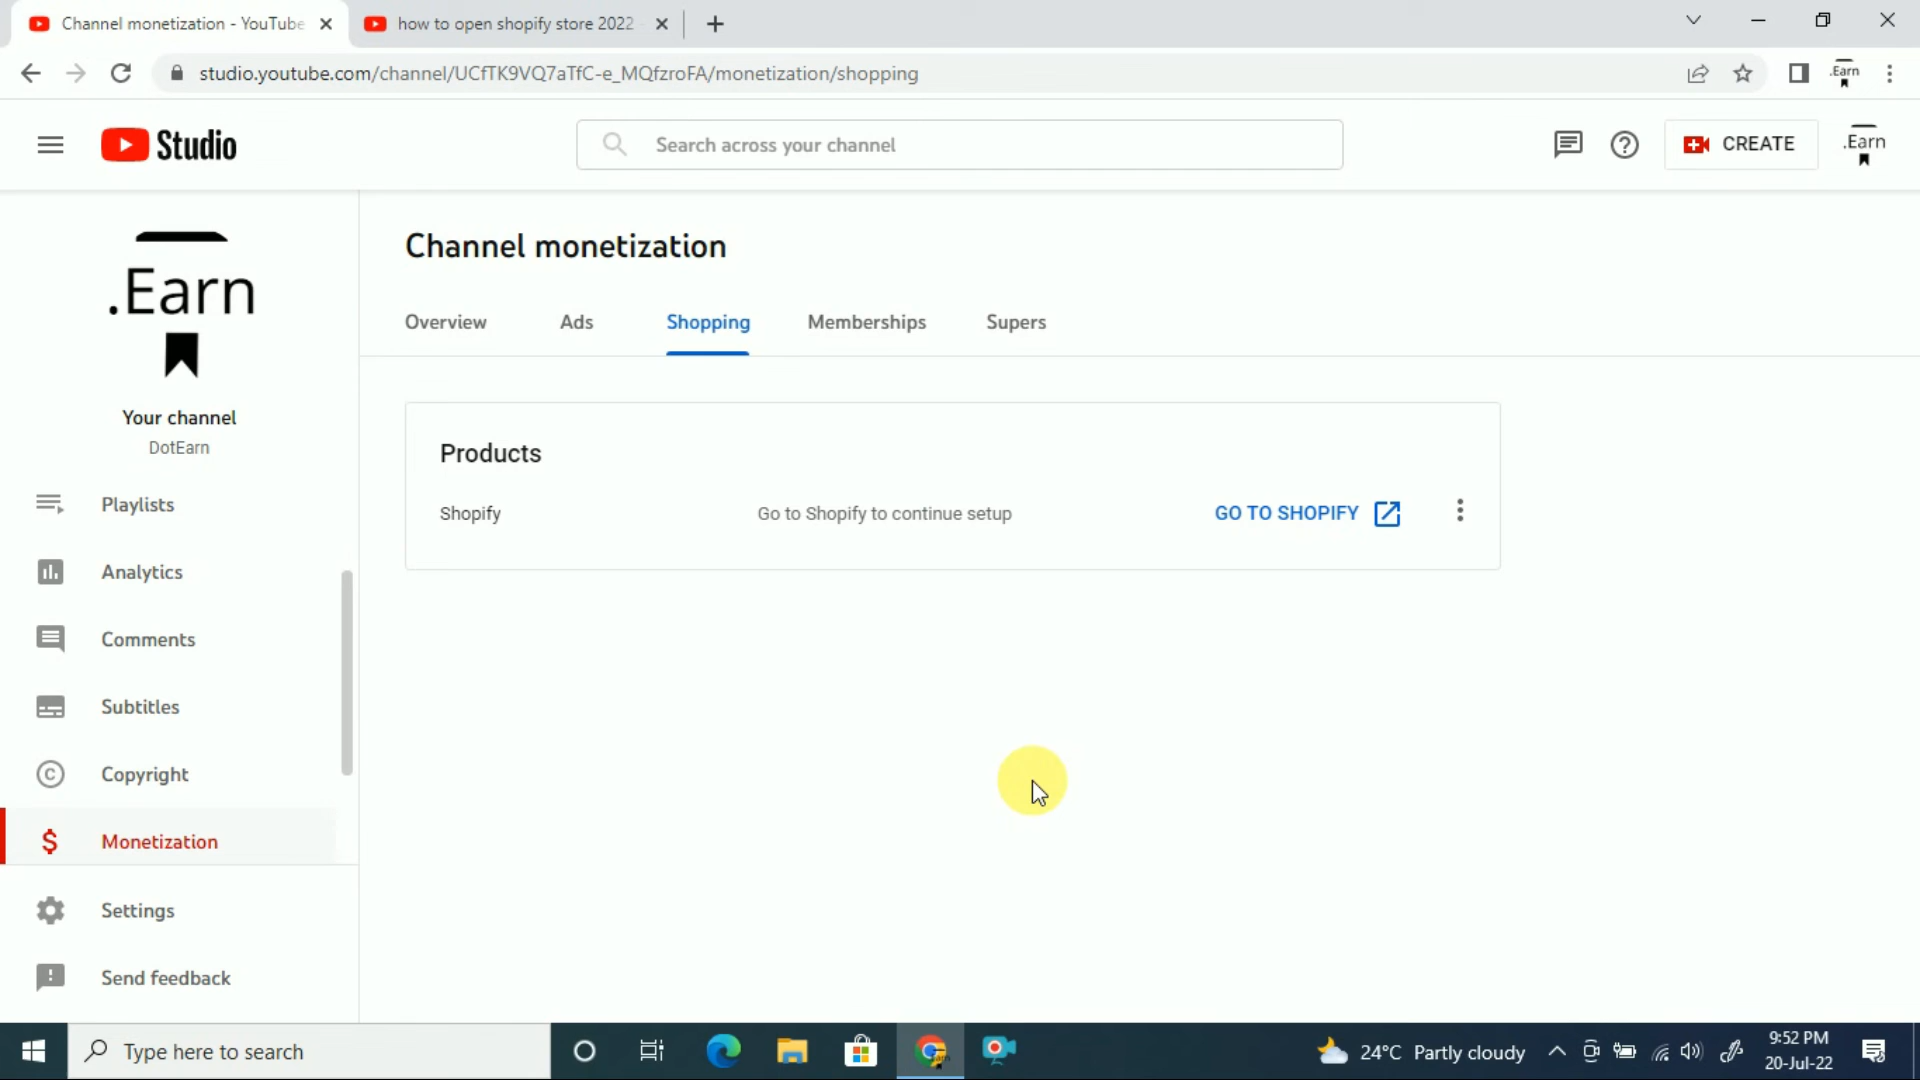 Channel monetization - YouTube
how to open shopify store 2022
studio.youtube.com/channel/UCfTK9VQ7aTfC-e_MQfzroFA/monetization/shopping
.Earn
Studio
Search across your channel
CREATE
.Earn
.Earn
Your channel
DotEarn
Playlists
Analytics
Comments
Subtitles
Copyright
Monetization
Settings
Send feedback
Channel monetization
Overview
Ads
Shopping
Memberships
Supers
Products
Shopify
Go to Shopify to continue setup
GO TO SHOPIFY
Type here to search
24°C Partly cloudy
9:52 PM
20-Jul-22